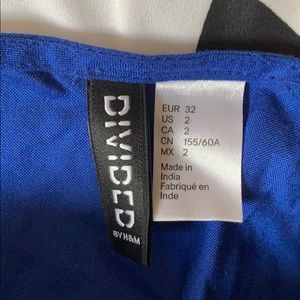 DIVIDED
BY H&M
EUR 32
US 2
CA 2
CN 155/60A
MX 2
Made in
India
Fabriqué en
Inde